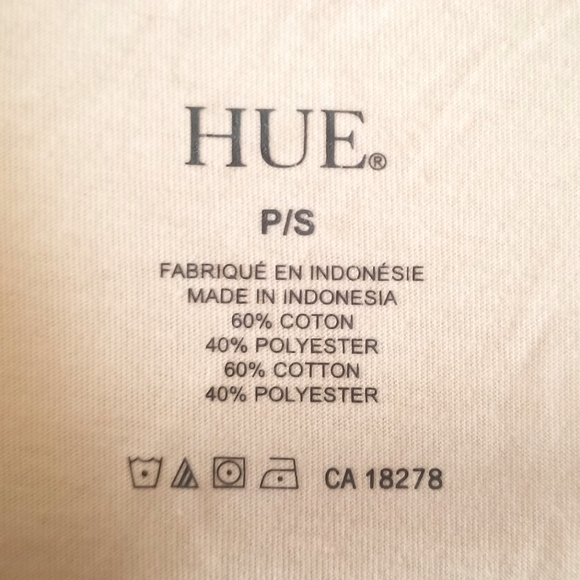 HUE®
P/S
FABRIQUÉ EN INDONÉSIE
MADE IN INDONESIA
60% COTON
40% POLYESTER
60% COTTON
40% POLYESTER
CA 18278